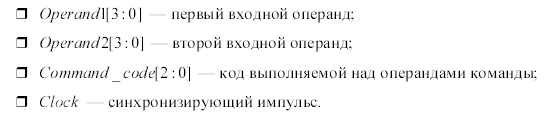 ❒ Operand1[3:0] — первый входной операнд;
❒ Operand2[3:0] — второй входной операнд;
❒ Command_code[2:0] — код выполняемой над операндами команды;
❒ Clock — синхронизирующий импульс.